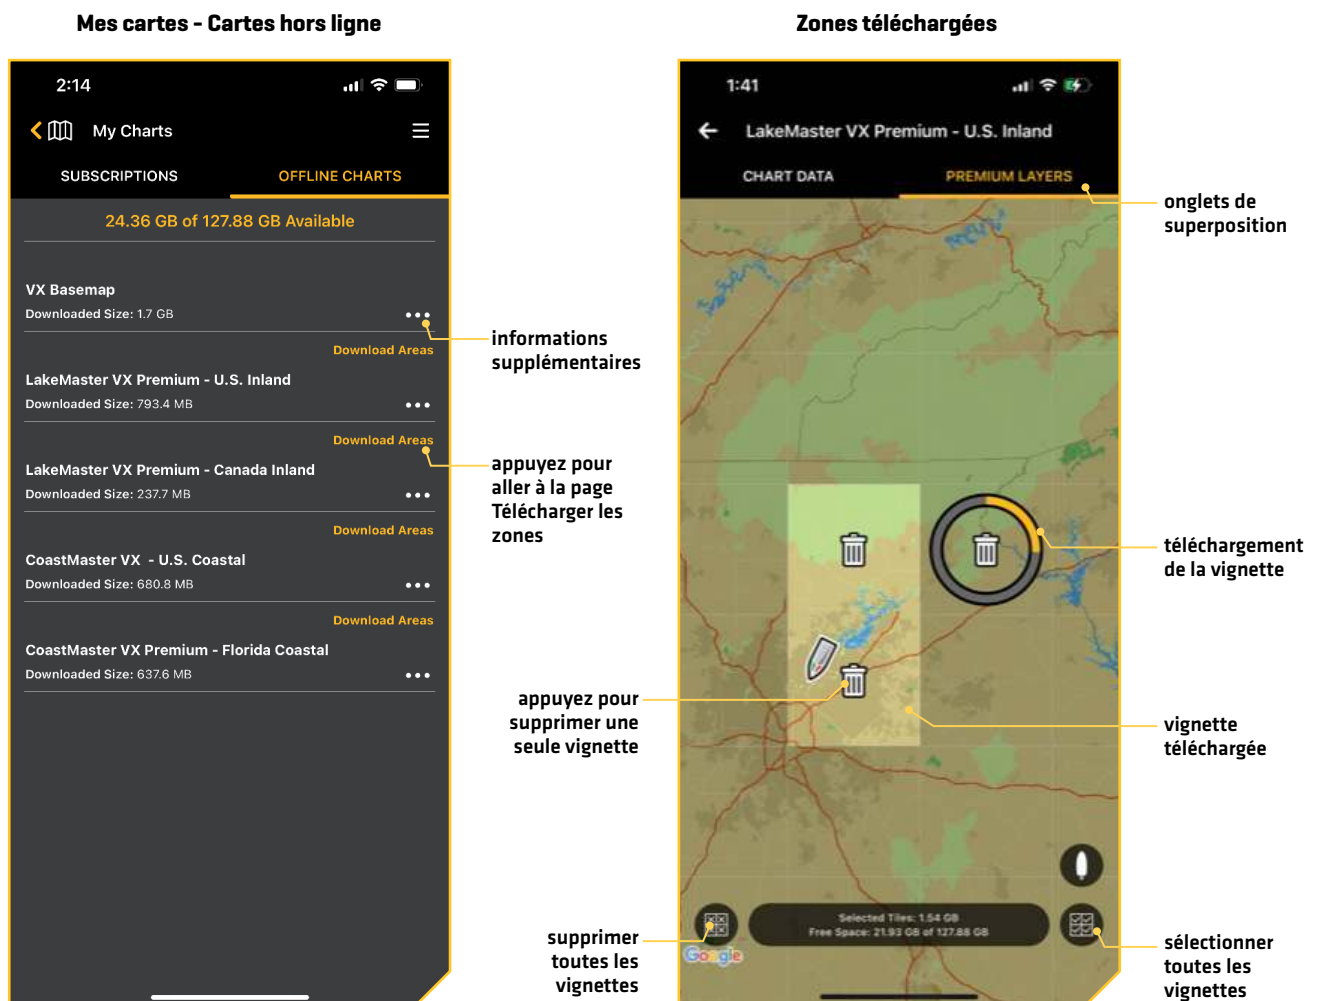 Mes cartes - Cartes hors ligne
2:14
My Charts
SUBSCRIPTIONS
OFFLINE CHARTS
24.36 GB of 127.88 GB Available
VX Basemap
Downloaded Size: 1.7 GB
Download Areas
LakeMaster VX Premium - U.S. Inland
Downloaded Size: 793.4 MB
Download Areas
LakeMaster VX Premium - Canada Inland
Downloaded Size: 237.7 MB
Download Areas
CoastMaster VX  - U.S. Coastal
Downloaded Size: 680.8 MB
Download Areas
CoastMaster VX Premium - Florida Coastal
Downloaded Size: 637.6 MB
informations
supplémentaires
appuyez pour
aller à la page
Télécharger les
zones
Zones téléchargées
1:41
LakeMaster VX Premium - U.S. Inland
CHART DATA
PREMIUM LAYERS
Selected Tiles: 1.54 GB
Free Space: 21.93 GB of 127.88 GB
Google
appuyez pour
supprimer une
seule vignette
supprimer
toutes les
vignettes
onglets de
superposition
téléchargement
de la vignette
vignette
téléchargée
sélectionner
toutes les
vignettes